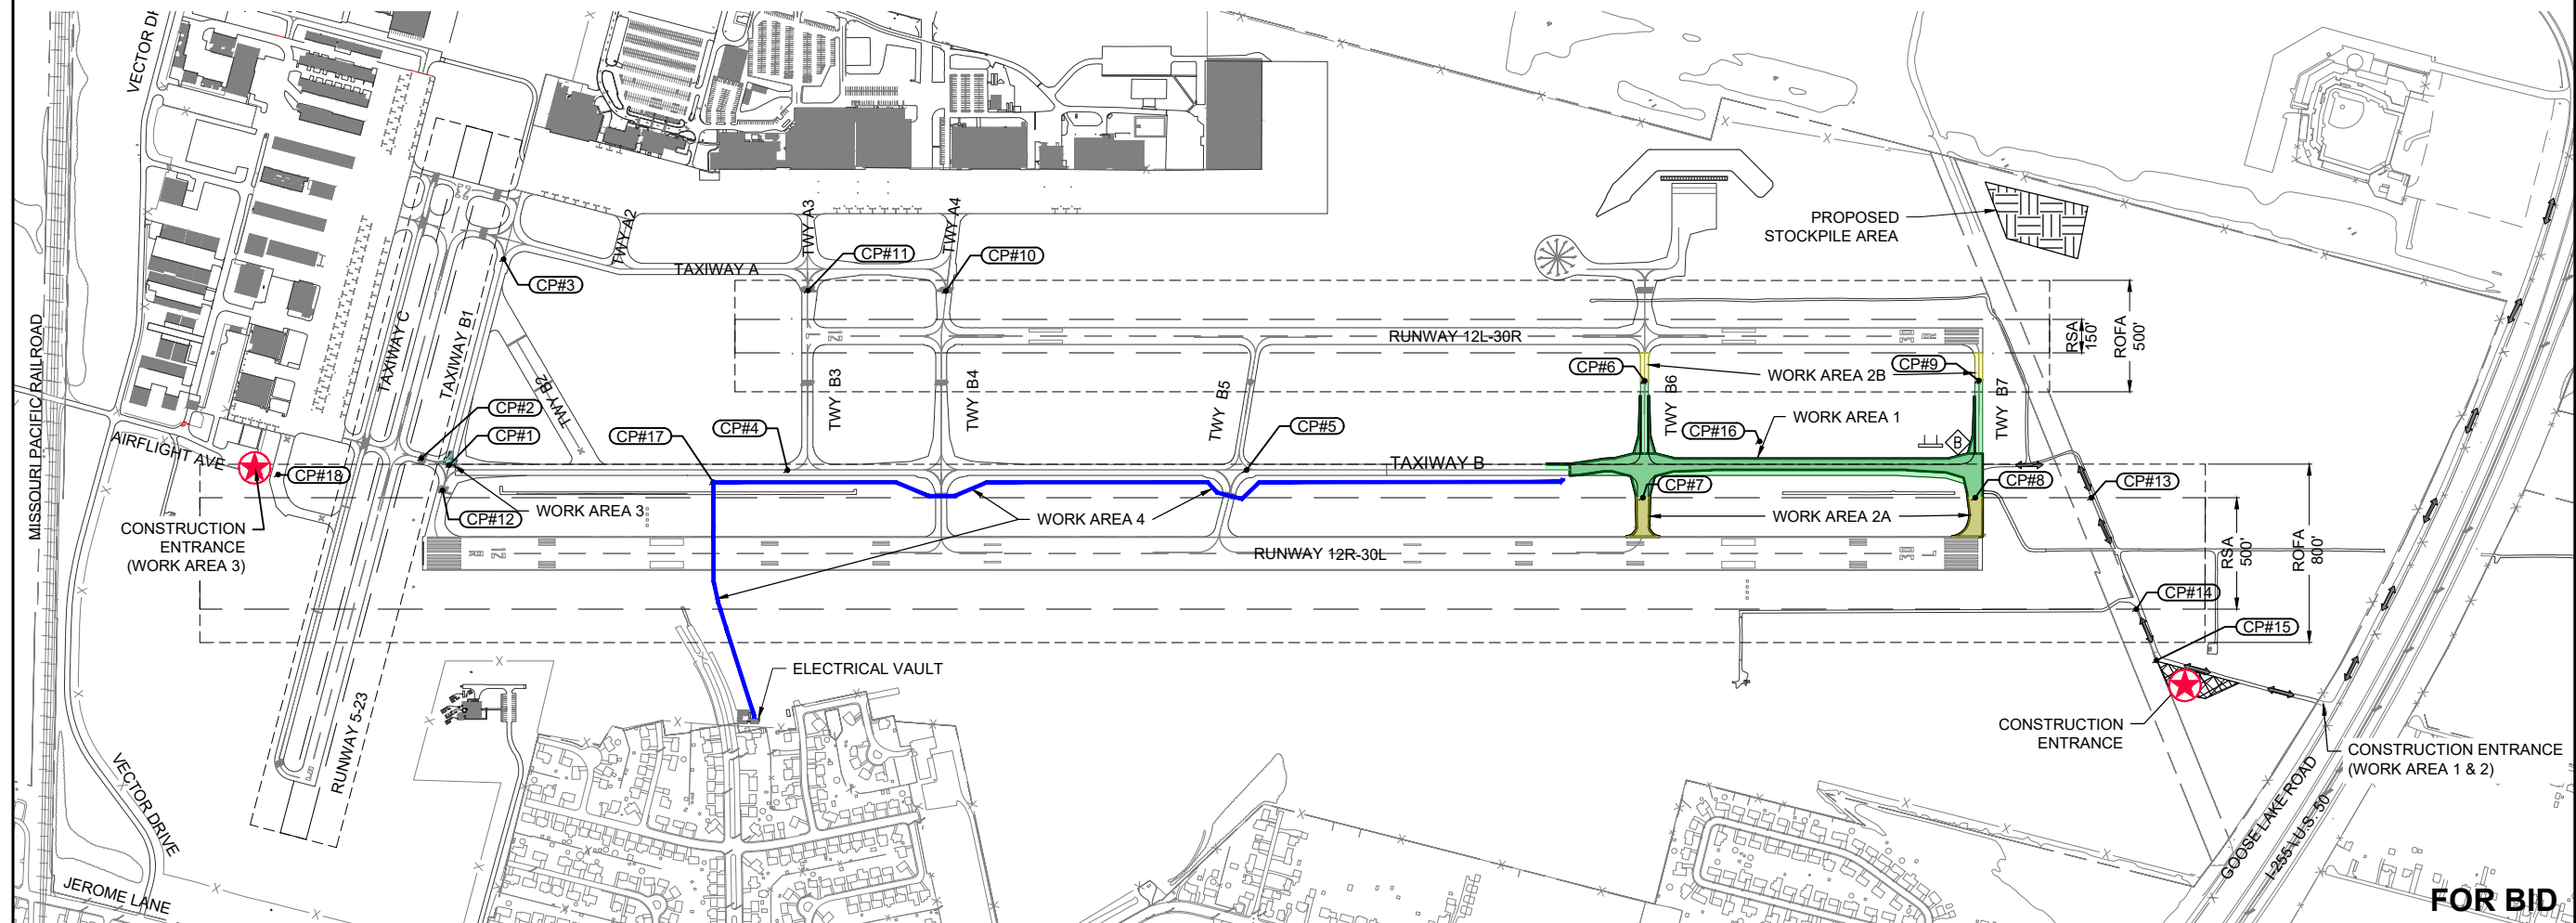 VECTOR DR
MISSOURI PACIFIC RAILROAD
AIRFLIGHT AVE
CONSTRUCTION
ENTRANCE
(WORK AREA 3)
CP#18
VECTOR DRIVE
JEROME LANE
TAXIWAY C
TAXIWAY B1
RUNWAY 5-23
CP#2
CP#1
CP#12
WORK AREA 3
CP#3
TWY B2
TWY A2
TAXIWAY A
TWY A3
TWY A4
CP#11
CP#10
TWY B3
TWY B4
TWY B5
CP#17
CP#4
CP#5
WORK AREA 4
ELECTRICAL VAULT
RUNWAY 12L-30R
RUNWAY 12R-30L
TAXIWAY B
CP#6
TWY B6
WORK AREA 2B
CP#9
TWY B7
CP#16
WORK AREA 1
B
CP#7
CP#8
WORK AREA 2A
PROPOSED
STOCKPILE AREA
RSA
150'
ROFA
500'
CP#13
RSA
500'
ROFA
800'
CP#14
CP#15
CONSTRUCTION
ENTRANCE
CONSTRUCTION ENTRANCE
(WORK AREA 1 & 2)
GOOSE LAKE ROAD
I-255 \ U.S. 50
FOR BID